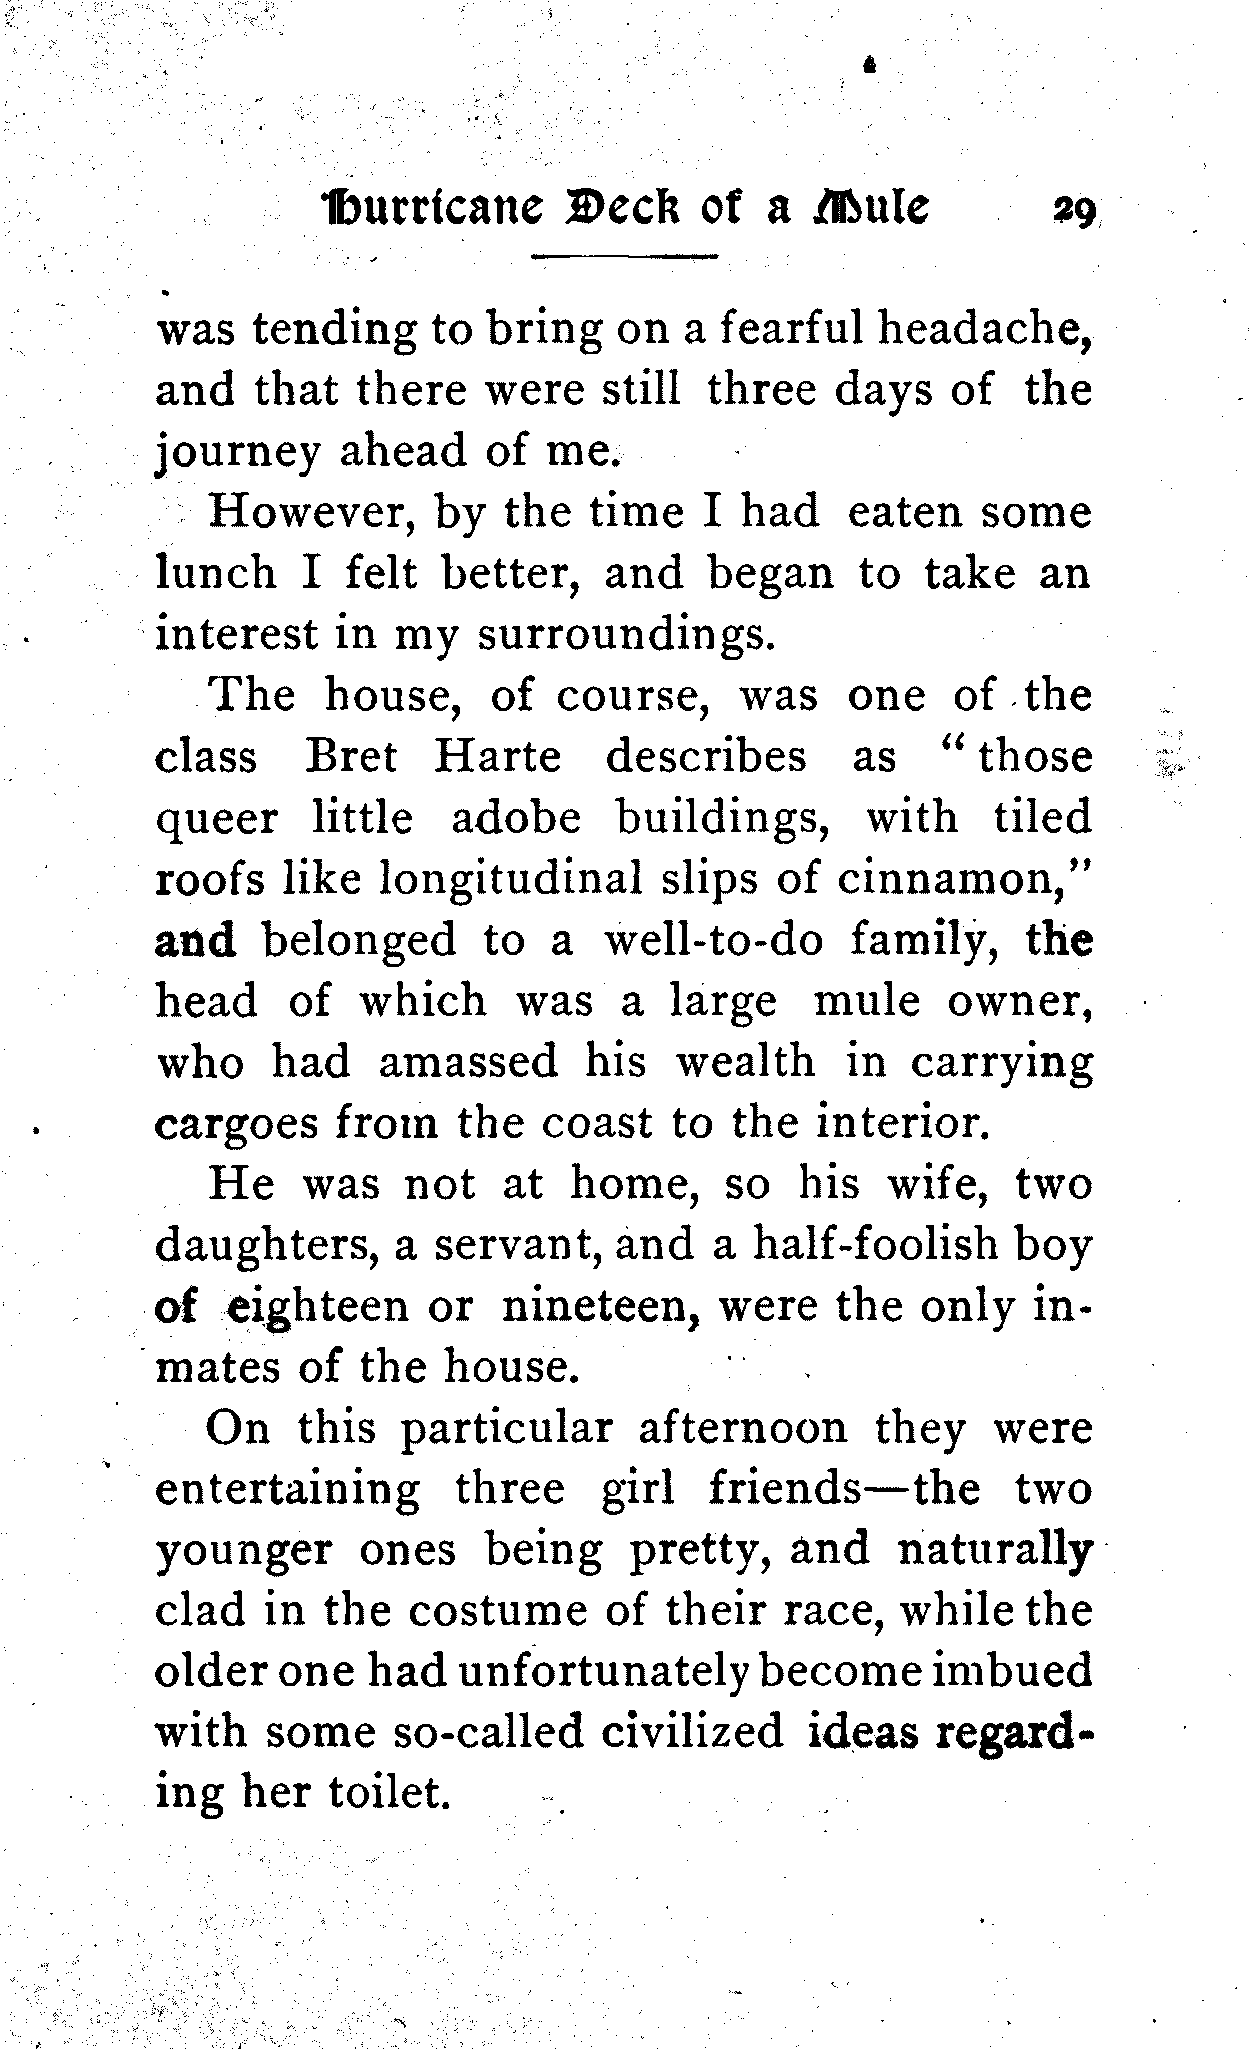 Hurricane Deck of a Mule 29
was tending to bring on a fearful headache,
and that there were still three days of the
journey ahead of me.
However, by the time I had eaten some
lunch I felt better, and began to take an
interest in my surroundings.
The house, of course, was one of the
class Bret Harte describes as “ those
queer little adobe buildings, with tiled
roofs like longitudinal slips of cinnamon,”
and belonged to a well-to-do family, the
head of which was a large mule owner,
who had amassed his wealth in carrying
cargoes from the coast to the interior.
He was not at home, so his wife, two
daughters, a servant, and a half-foolish boy
of eighteen or nineteen, were the only in-
mates of the house.
On this particular afternoon they were
entertaining three girl friends—the two
younger ones being pretty, and naturally
clad in the costume of their race, while the
older one had unfortunately become imbued
with some so-called civilized ideas regard-
ing her toilet.